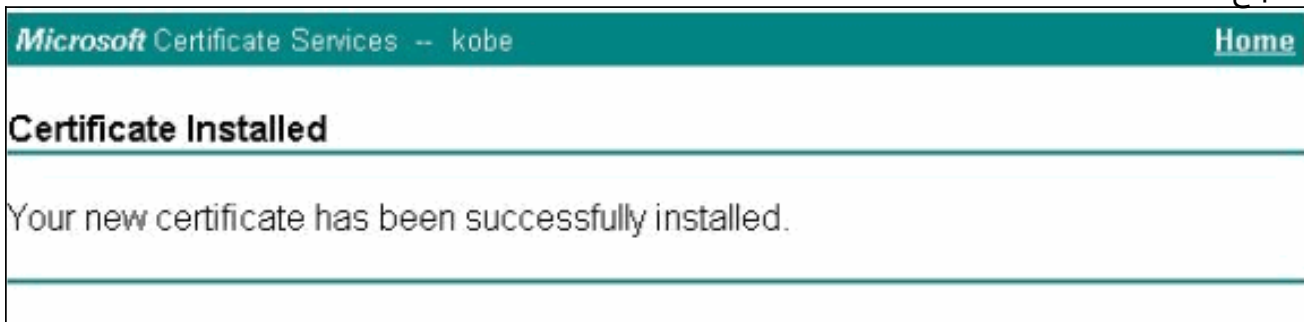 Microsoft Certificate Services -- kobe Home
Certificate Installed
Your new certificate has been successfully installed.